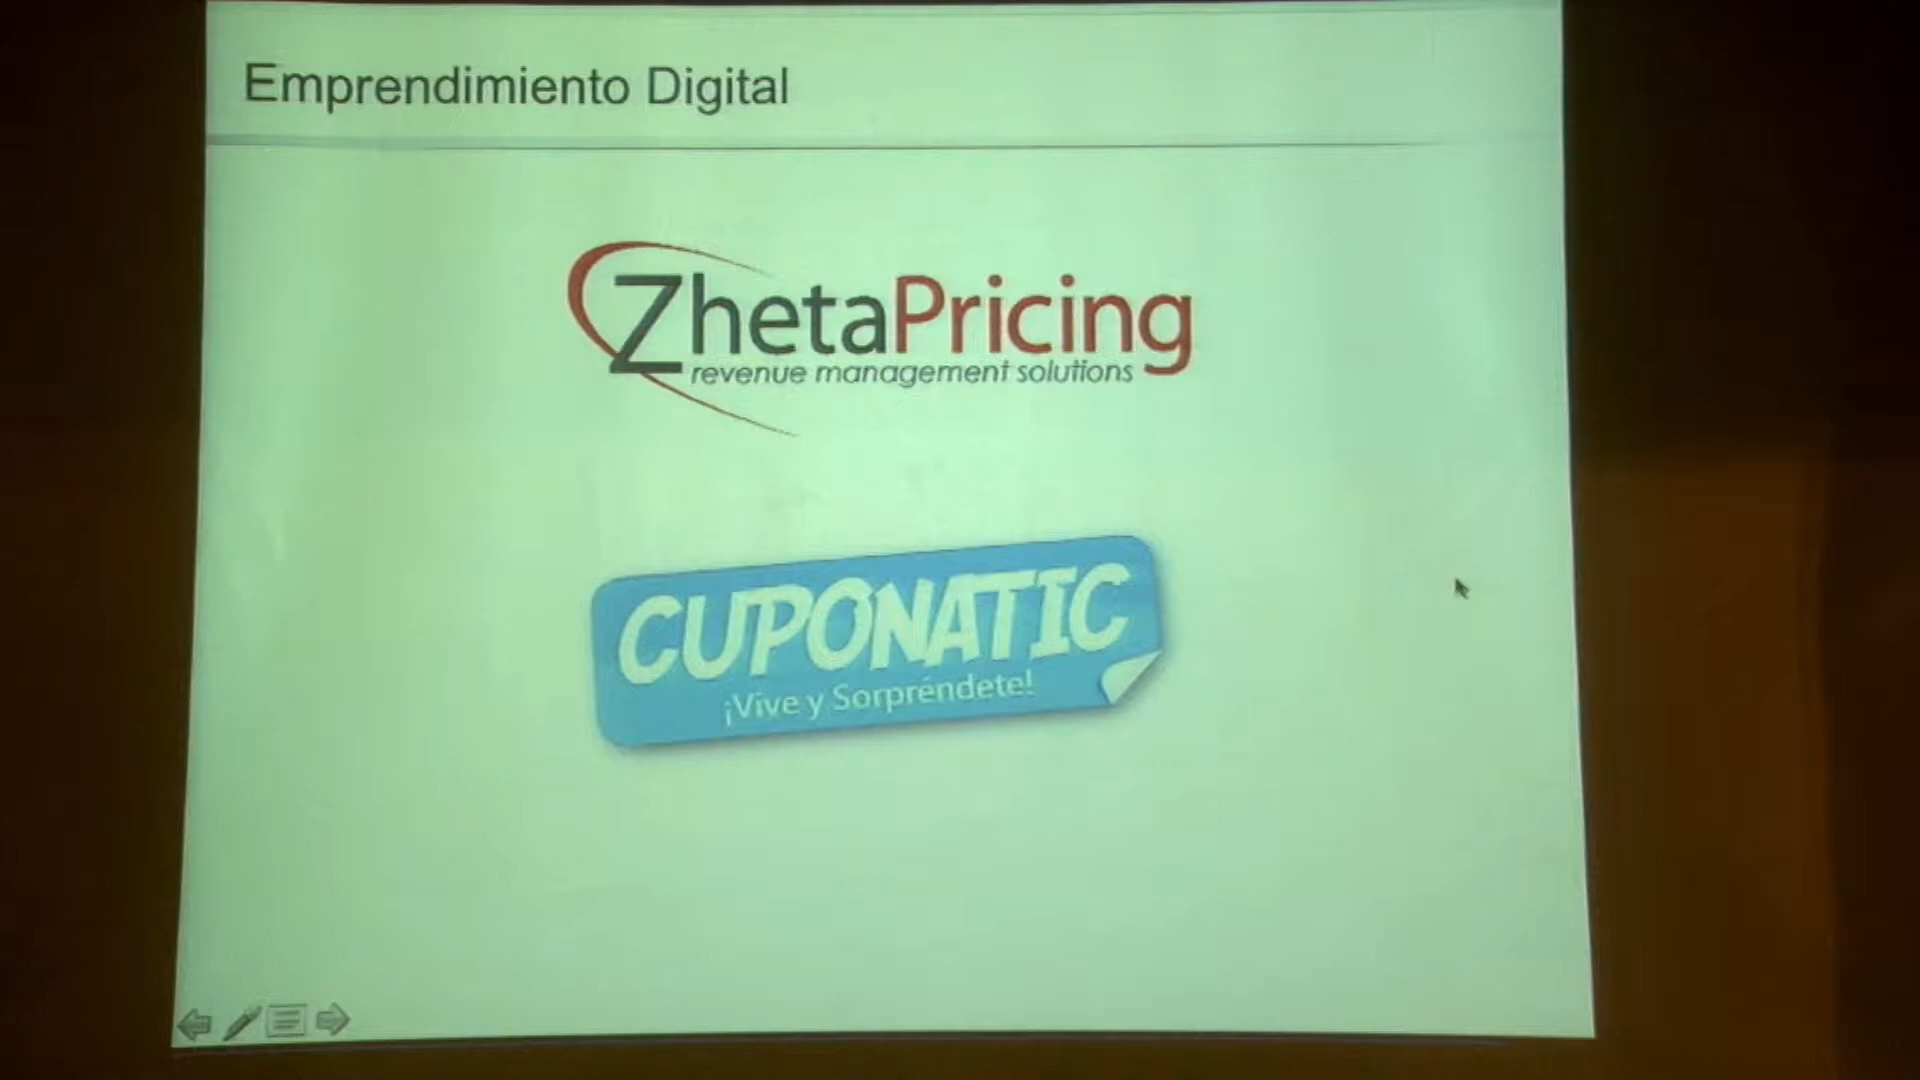 Emprendimiento Digital
ZhetaPricing
revenue management solutions
CUPONATIC
¡Vive y Sorpréndete!